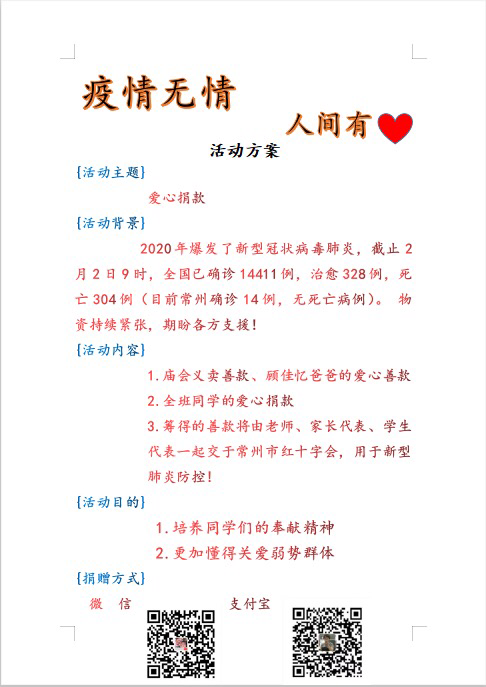 疫情无情
人间有
活动方案
{活动主题}
爱心捐款
{活动背景}
2020年爆发了新型冠状病毒肺炎，截止2
月2日9时，全国已确诊14411例，治愈328例，死
亡304例（目前常州确诊14例，无死亡病例）。 物
资持续紧张，期盼各方支援！
{活动内容}
1.庙会义卖善款、顾佳忆爸爸的爱心善款
2.全班同学的爱心捐款
3.筹得的善款将由老师、家长代表、学生
代表一起交于常州市红十字会，用于新型
肺炎防控！
{活动目的}
1.培养同学们的奉献精神
2.更加懂得关爱弱势群体
{捐赠方式}
微 信 支付宝